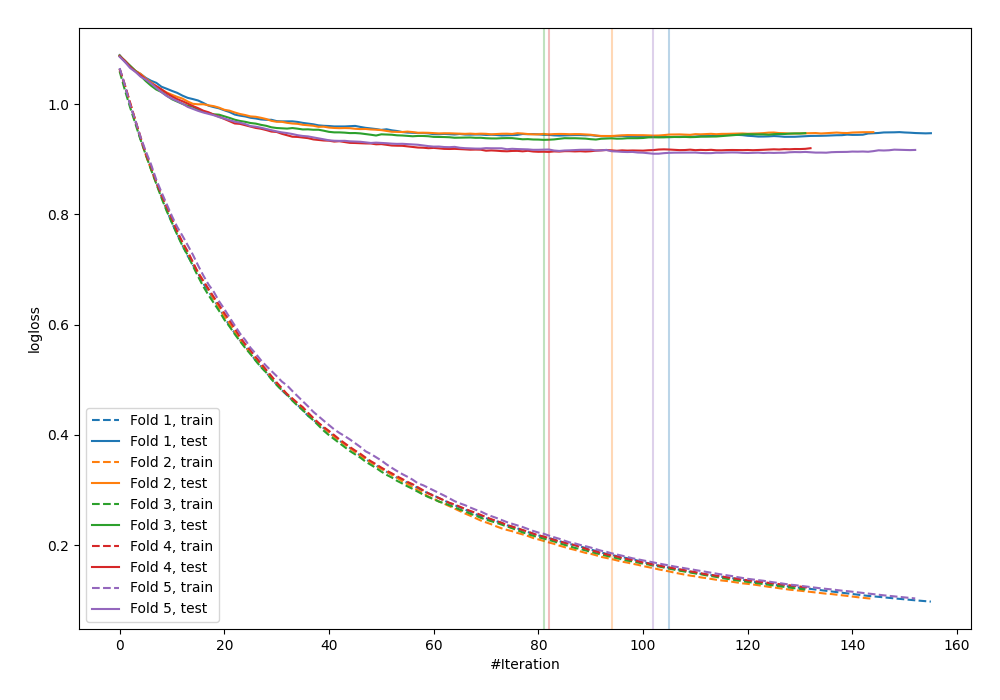 1.0
0.8
0.6
0.4
0.2
logloss
Fold 1, train
Fold 1, test
Fold 2, train
Fold 2, test
Fold 3, train
Fold 3, test
Fold 4, train
Fold 4, test
Fold 5, train
Fold 5, test
0 20 40 60 80 100 120 140 160
#Iteration